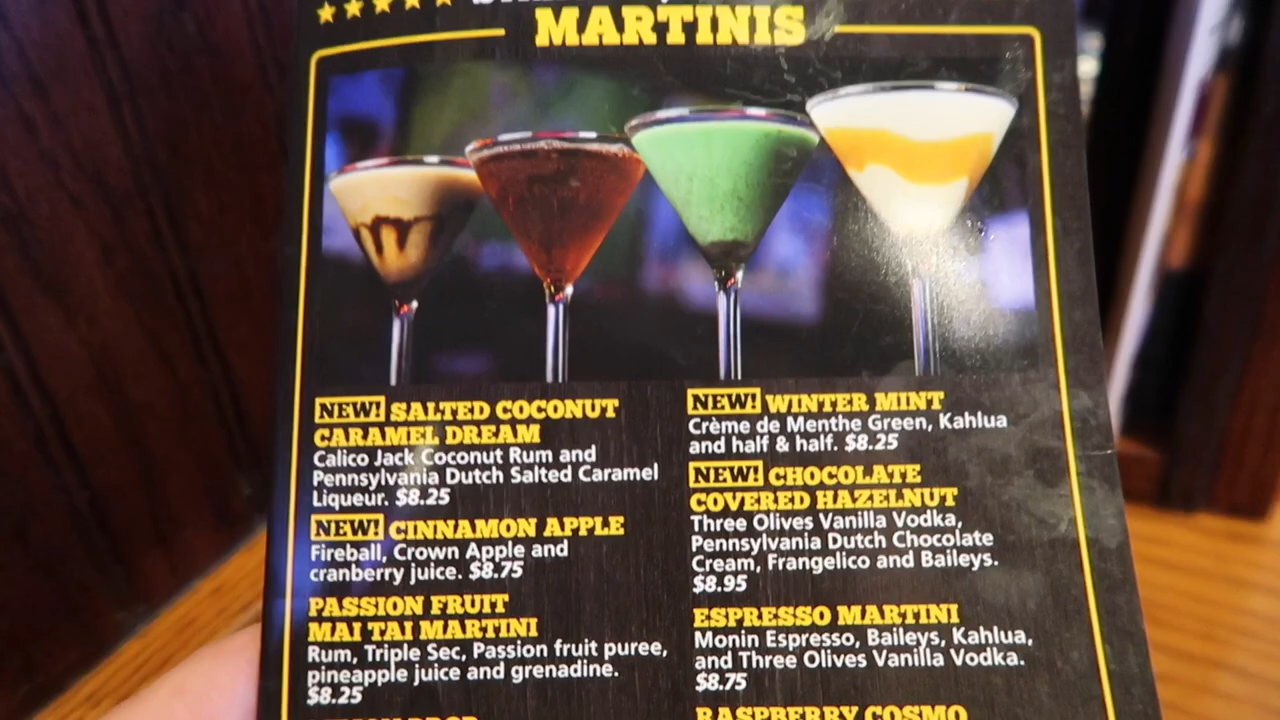 MARTINIS
NEW! SALTED COCONUT
CARAMEL DREAM
Calico Jack Coconut Rum and
Pennsylvania Dutch Salted Caramel
Liqueur. $8.25
NEW! CINNAMON APPLE
Fireball, Crown Apple and
cranberry juice. $8.75
PASSION FRUIT
MAI TAI MARTINI
Rum, Triple Sec, Passion fruit puree,
pineapple juice and grenadine.
$8.25
NEW! WINTER MINT
Crème de Menthe Green, Kahlua
and half & half. $8.25
NEW! CHOCOLATE
COVERED HAZELNUT
Three Olives Vanilla Vodka,
Pennsylvania Dutch Chocolate
Cream, Frangelico and Baileys.
$8.95
ESPRESSO MARTINI
Monin Espresso, Baileys, Kahlua,
and Three Olives Vanilla Vodka.
$8.75
RASPBERRY COSMO